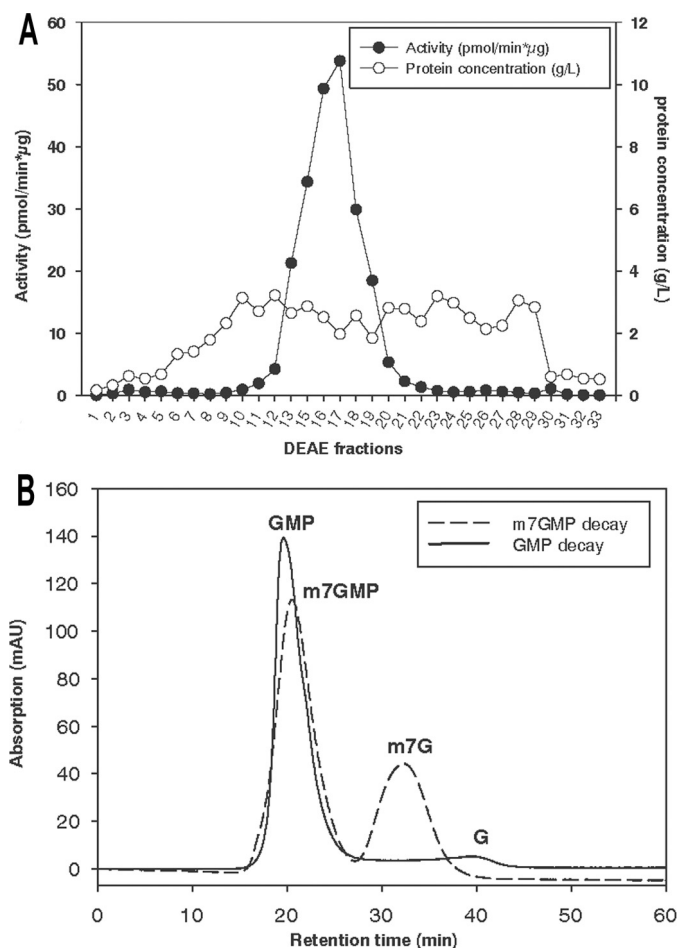 A
60
50
40
30
20
10
0
Activity (pmol/min*µg)
12
10
8
6
4
2
0
protein concentration
(g/L)
Activity (pmol/min*µg)
Protein concentration (g/L)
1 2 3 4 5 6 7 8 9 10 11 12 13 14 15 16 17 18 19 20 21 22 23 24 25 26 27 28 29 30 31 32 33
DEAE fractions
B
160
140
120
100
80
60
40
20
0
Absorption (mAU)
m7GMP decay
GMP decay
GMP
m7GMP
m7G
G
0 10 20 30 40 50 60
Retention time (min)